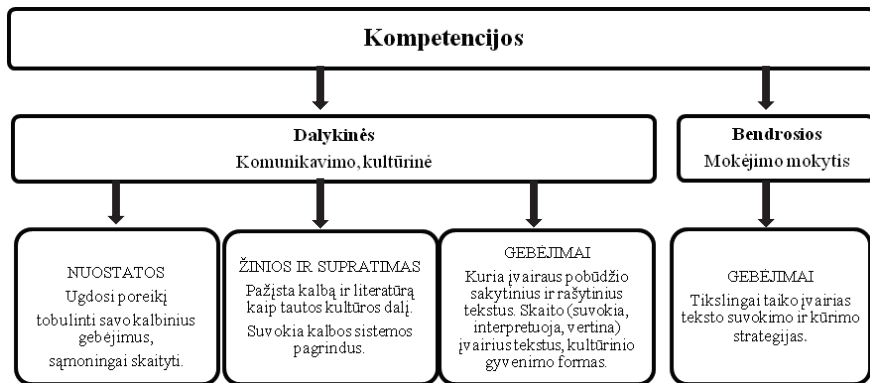 Kompetencijos
Dalykinės
Komunikavimo, kultūrinė
Bendrosios
Mokėjimo mokytis
NUOSTATOS
Ugdosi poreikį
tobulinti savo kalbinius
gebėjimus,
sąmoningai skaityti.
ŽINIOS IR SUPRATIMAS
Pažįsta kalbą ir literatūrą
kaip tautos kultūros dalį.
Suvokia kalbos sistemos
pagrindus.
GEBĖJIMAI
Kuria įvairaus pobūdžio
sakytinius ir rašytinius
tekstus. Skaito (suvokia,
interpretuoja, vertina)
įvairius tekstus, kultūrinio
gyvenimo formas.
GEBĖJIMAI
Tikslingai taiko įvairias
teksto suvokimo ir kūrimo
strategijas.